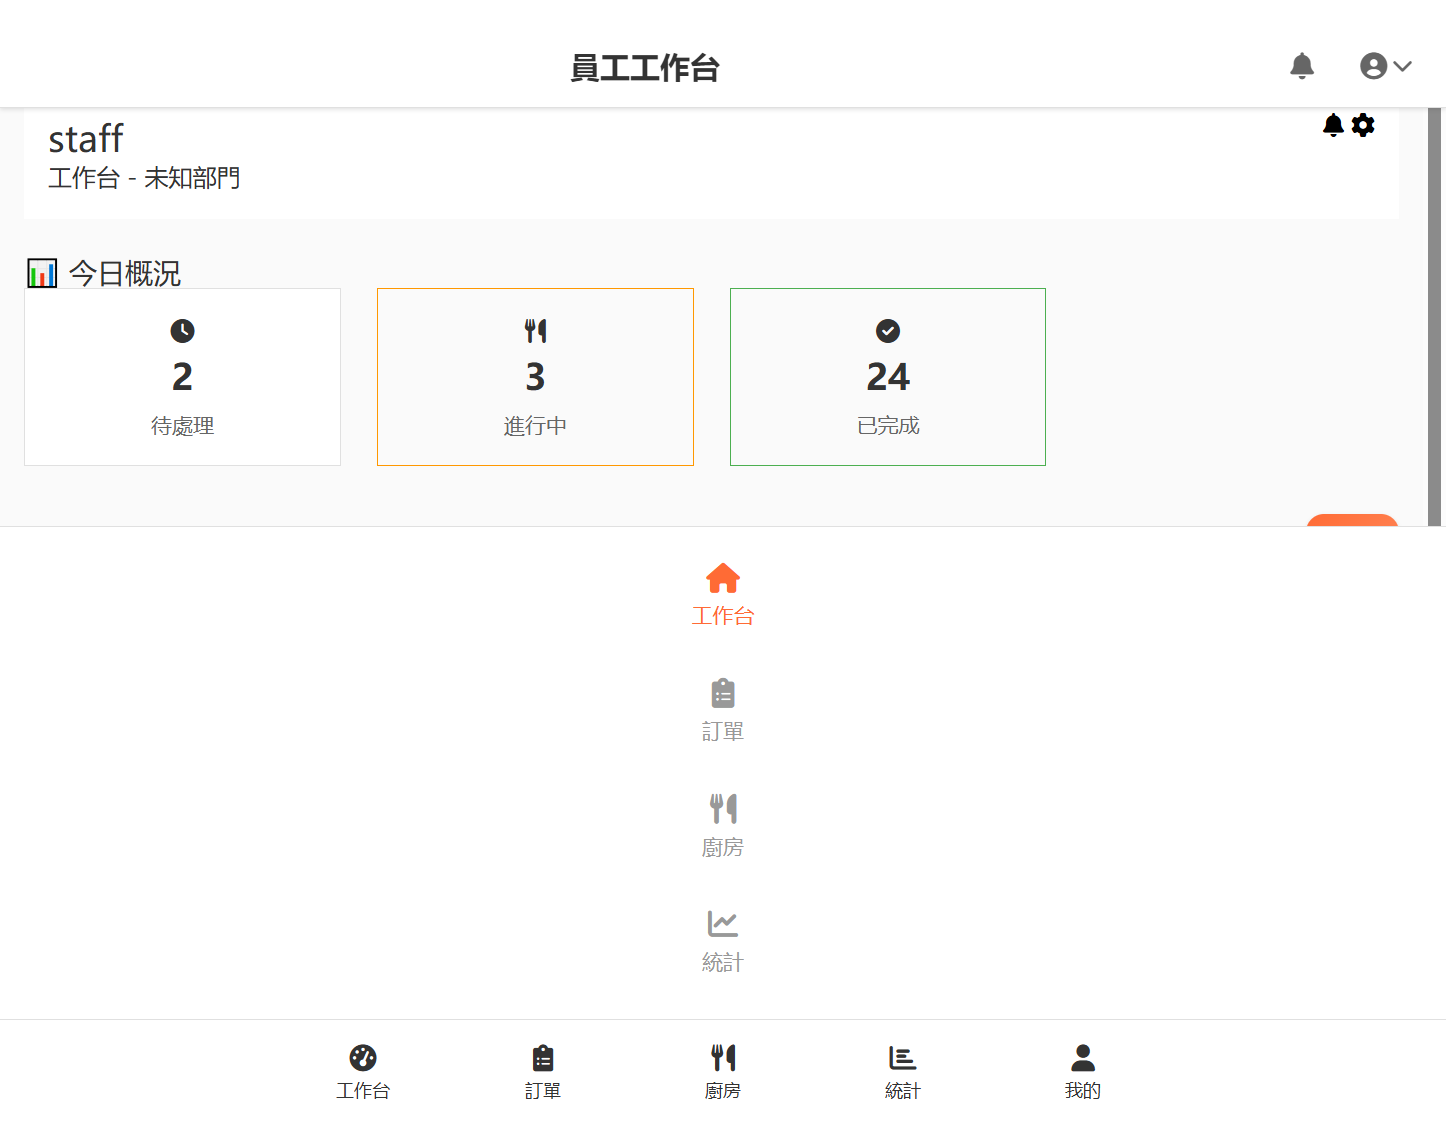 員工工作台
staff
工作台 - 未知部門
今日概況
2
待處理
3
進行中
24
已完成
工作台
訂單
廚房
統計
工作台
訂單
廚房
統計
我的